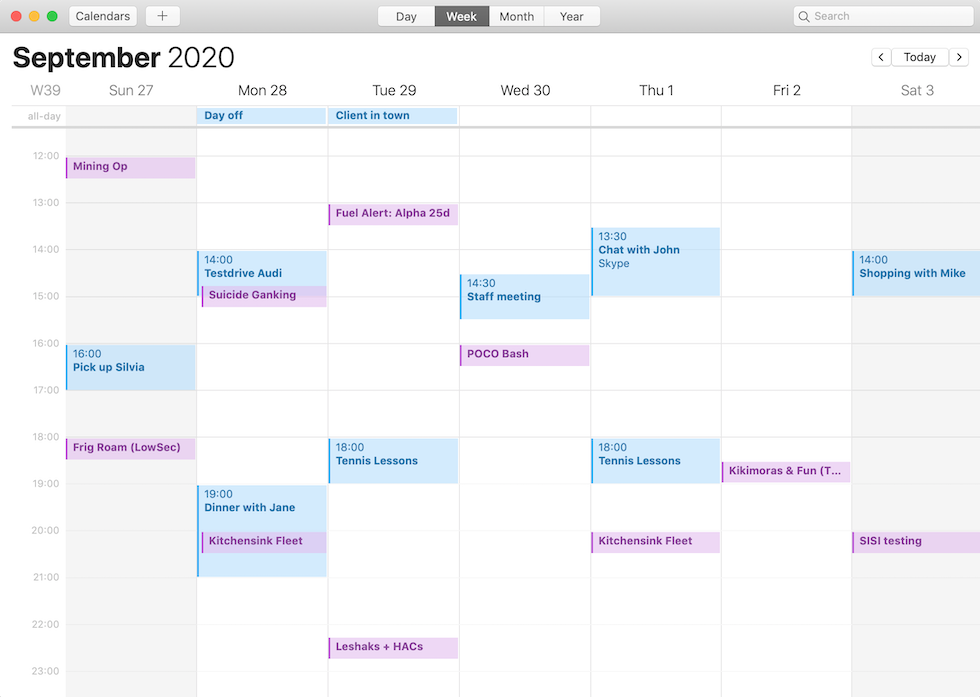 Calendars
Day Week Month Year
Search
September 2020
Today
W39 Sun 27 Mon 28 Tue 29 Wed 30 Thu 1 Fri 2 Sat 3
all-day Day off Client in town
12:00
Mining Op
13:00
Fuel Alert: Alpha 25d
13:30
Chat with John
Skype
14:00
14:00
Testdrive Audi
Suicide Ganking
14:30
Staff meeting
14:00
Shopping with Mike
15:00
16:00
16:00
Pick up Silvia
POCO Bash
17:00
18:00
Frig Roam (LowSec)
18:00
Tennis Lessons
18:00
Tennis Lessons
Kikimoras & Fun (T...
19:00
19:00
Dinner with Jane
20:00
Kitchensink Fleet
Kitchensink Fleet
SISI testing
21:00
22:00
Leshaks + HACs
23:00